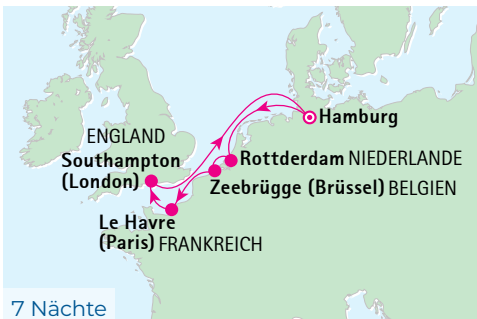 Hamburg
ENGLAND
Southampton
(London)
Rottderdam NIEDERLANDE
Zeebrügge (Brüssel) BELGIEN
Le Havre
(Paris) FRANKREICH
7 Nächte